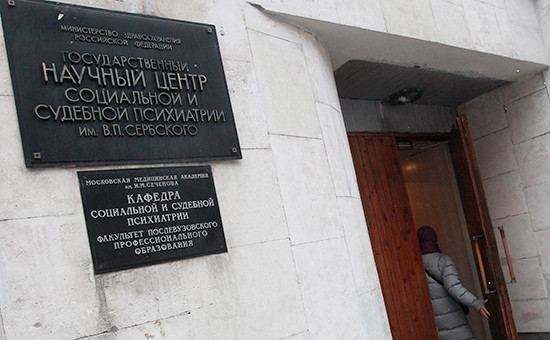 МИНИСТЕРСТВО ЗДРАВООХРАНЕНИЯ
РОССИЙСКОЙ ФЕДЕРАЦИИ
ГОСУДАРСТВЕННЫЙ
НАУЧНЫЙ ЦЕНТР
СОЦИАЛЬНОЙ И
СУДЕБНОЙ ПСИХИАТРИИ
ИМ. В.П. СЕРБСКОГО
МОСКОВСКАЯ МЕДИЦИНСКАЯ АКАДЕМИЯ
ИМ. И.М. СЕЧЕНОВА
КАФЕДРА
СОЦИАЛЬНОЙ И СУДЕБНОЙ
ПСИХИАТРИИ
ФАКУЛЬТЕТ ПОСЛЕВУЗОВСКОГО
ПРОФЕССИОНАЛЬНОГО
ОБРАЗОВАНИЯ